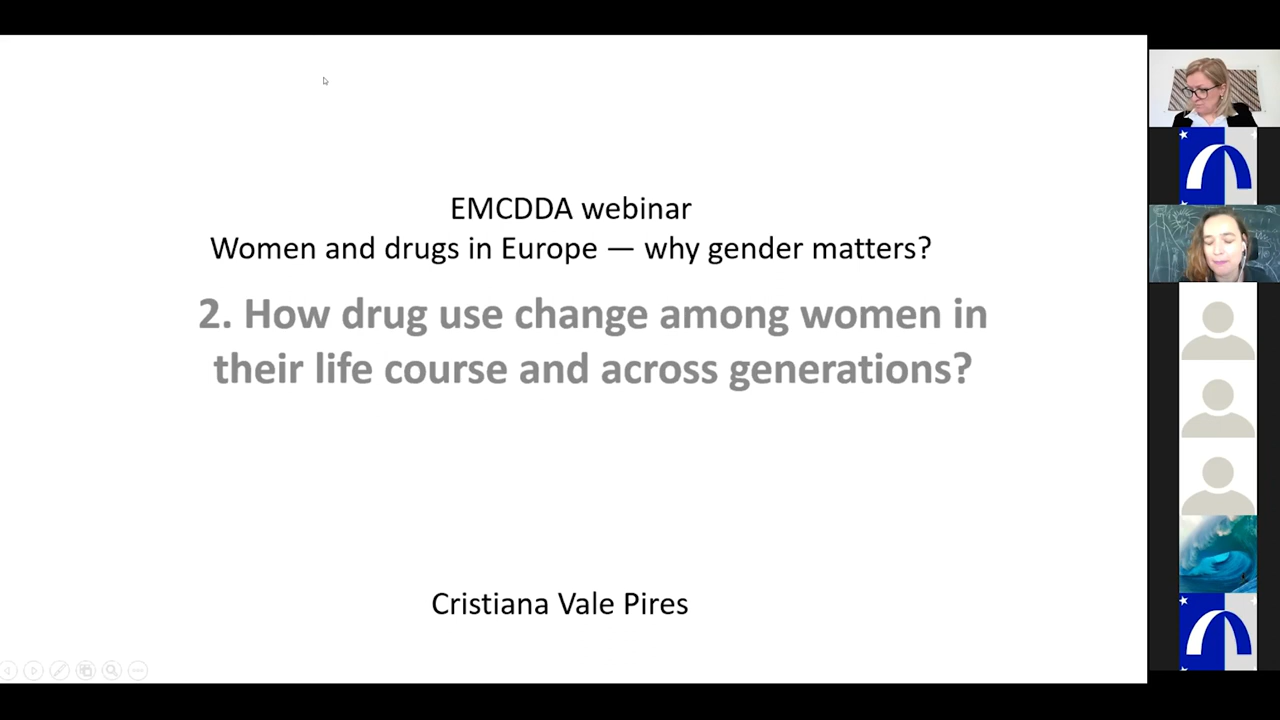 EMCDDA webinar
Women and drugs in Europe — why gender matters?
2. How drug use change among women in
their life course and across generations?
Cristiana Vale Pires